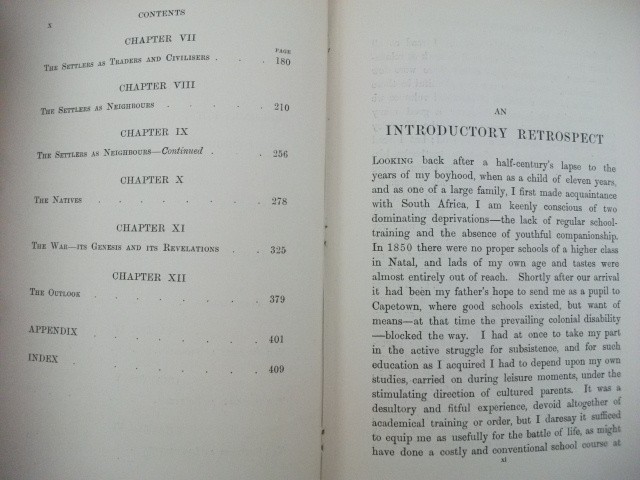 x
CONTENTS
CHAPTER VII
PAGE
The Settlers as Traders and Civilisers . . . 180
CHAPTER VIII
The Settlers as Neighbours . . . . . 210
CHAPTER IX
The Settlers as Neighbours—Continued . . . 256
CHAPTER X
The Natives . . . . . . . 278
CHAPTER XI
The War—its Genesis and its Revelations . . 325
CHAPTER XII
The Outlook . . . . . . . 379
APPENDIX . . . . . . . 401
INDEX . . . . . . . 409
AN
INTRODUCTORY RETROSPECT
Looking back after a half-century's lapse to the
years of my boyhood, when as a child of eleven years,
and as one of a large family, I first made acquaintance
with South Africa, I am keenly conscious of two
dominating deprivations—the lack of regular school-
training and the absence of youthful companionship.
In 1850 there were no proper schools of a higher class
in Natal, and lads of my own age and tastes were
almost entirely out of reach. Shortly after our arrival
it had been my father's hope to send me as a pupil to
Capetown, where good schools existed, but want of
means—at that time the prevailing colonial disability
—blocked the way. I had at once to take my part
in the active struggle for subsistence, and for such
education as I acquired I had to depend upon my own
studies, carried on during leisure moments, under the
stimulating direction of cultured parents. It was a
desultory and fitful experience, devoid altogether of
academical training or order, but I daresay it sufficed
to equip me as usefully for the battle of life, as might
have done a costly and conventional school course at
xi